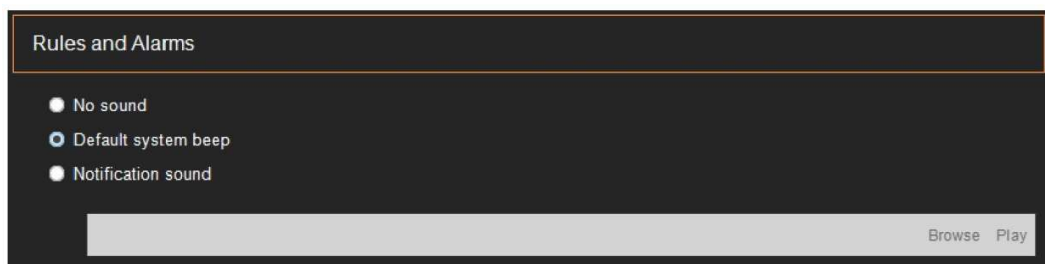 Rules and Alarms
No sound
Default system beep
Notification sound
Browse Play